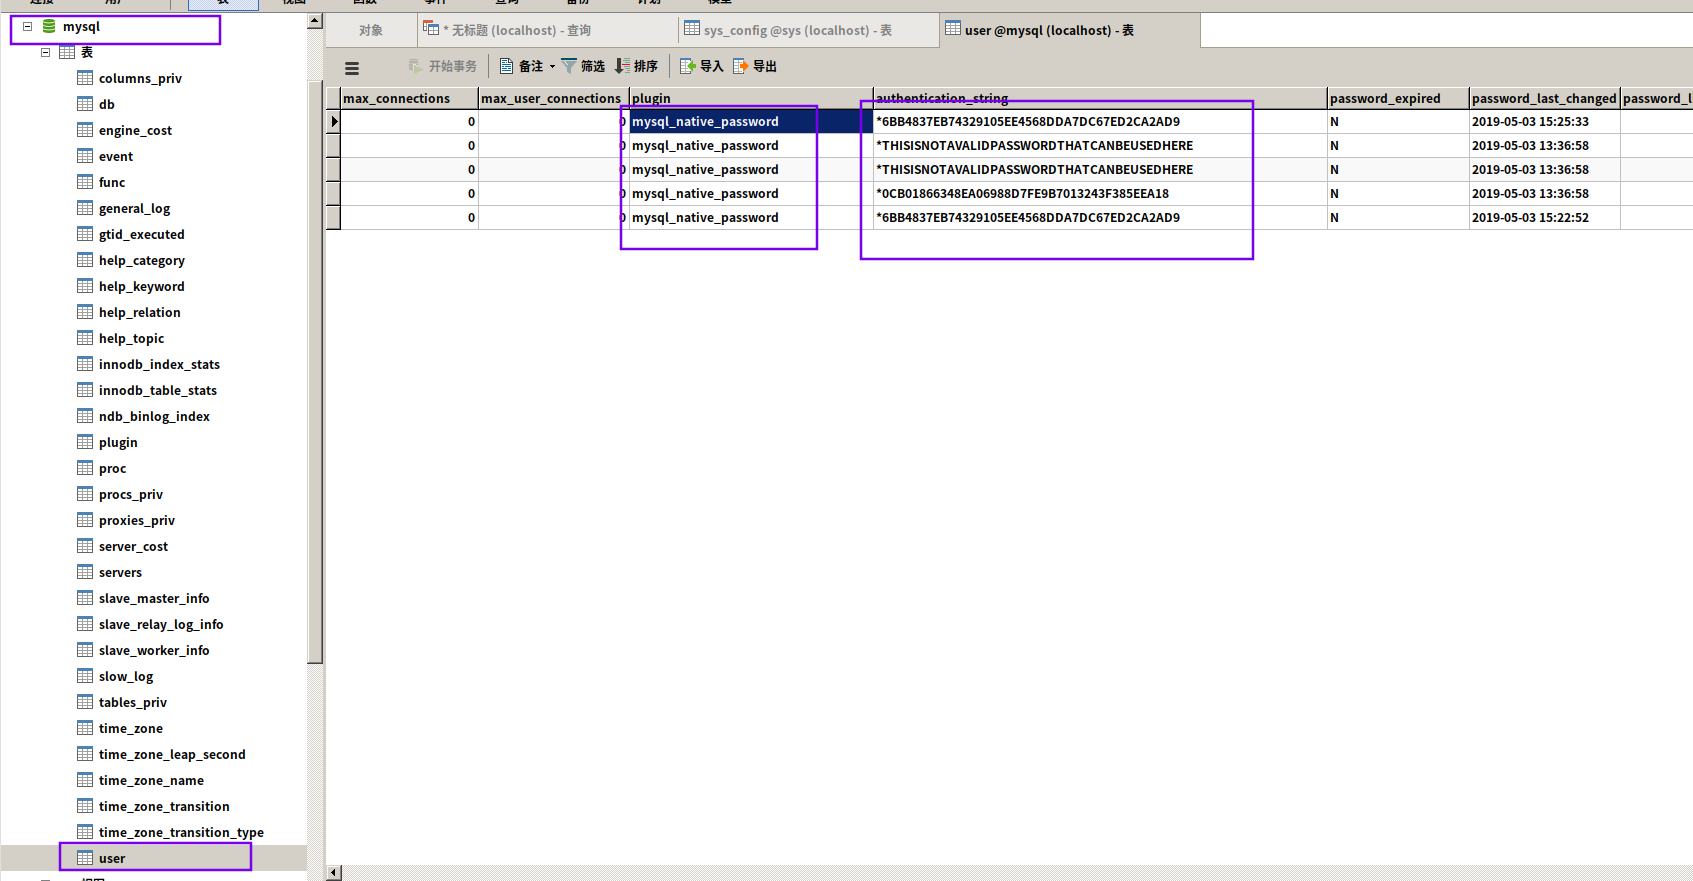 mysql
表
columns_priv
db
engine_cost
event
func
general_log
gtid_executed
help_category
help_keyword
help_relation
help_topic
innodb_index_stats
innodb_table_stats
ndb_binlog_index
plugin
proc
procs_priv
proxies_priv
server_cost
servers
slave_master_info
slave_relay_log_info
slave_worker_info
slow_log
tables_priv
time_zone
time_zone_leap_second
time_zone_name
time_zone_transition
time_zone_transition_type
user
对象 * 无标题 (localhost) - 查询 sys_config @sys (localhost) - 表 user @mysql (localhost) - 表
开始事务 备注 筛选 排序 导入 导出
max_connections max_user_connections plugin authentication_string password_expired password_last_changed
0 0 mysql_native_password *6BB4837EB74329105EE4568DDA7DC67ED2CA2AD9 N 2019-05-03 15:25:33
0 0 mysql_native_password *THISISNOTAVALIDPASSWORDTHATCANBEUSEDHERE N 2019-05-03 13:36:58
0 0 mysql_native_password *THISISNOTAVALIDPASSWORDTHATCANBEUSEDHERE N 2019-05-03 13:36:58
0 0 mysql_native_password *0CB01866348EA06988D7FE9B7013243F385EEA18 N 2019-05-03 13:36:58
0 0 mysql_native_password *6BB4837EB74329105EE4568DDA7DC67ED2CA2AD9 N 2019-05-03 15:22:52